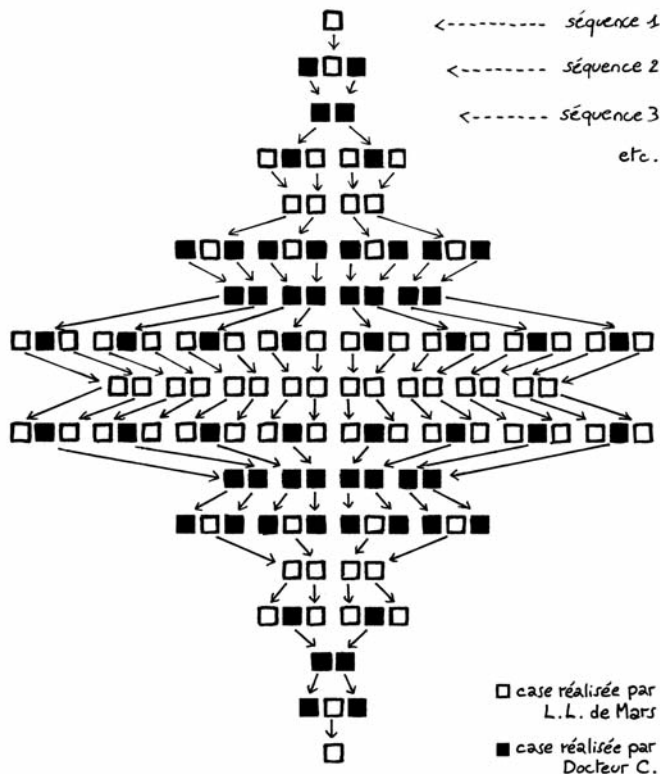 séquence 1
séquence 2
séquence 3
etc.
case réalisée par
L.L. de Mars
case réalisée par
Docteur C.